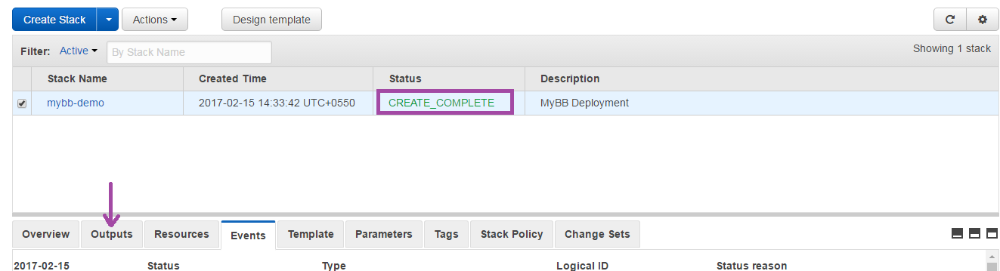 Create Stack Actions Design template
Filter: Active By Stack Name Showing 1 stack
Stack Name Created Time Status Description
mybb-demo 2017-02-15 14:33:42 UTC+0550 CREATE_COMPLETE MyBB Deployment
Overview Outputs Resources Events Template Parameters Tags Stack Policy Change Sets
2017-02-15 Status Type Logical ID Status reason